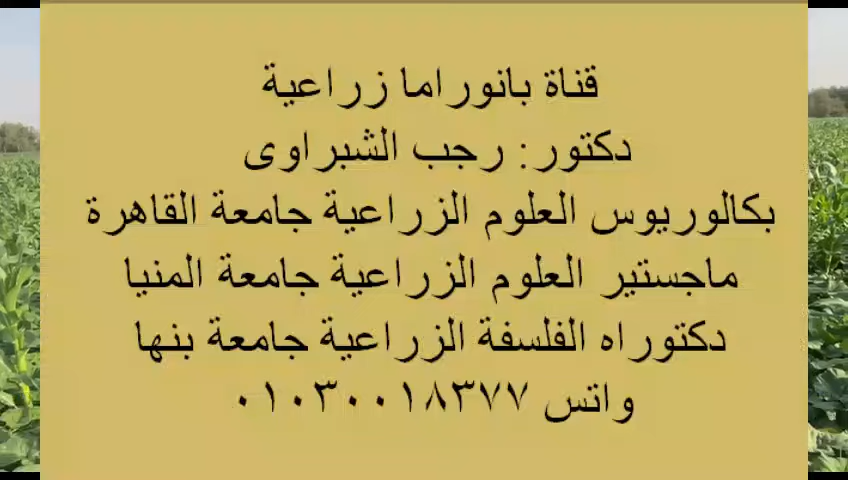 قناة بانوراما زراعية
دكتور: رجب الشبراوى
بكالوريوس العلوم الزراعية جامعة القاهرة
ماجستير العلوم الزراعية جامعة المنيا
دكتوراه الفلسفة الزراعية جامعة بنها
واتس ٠١٠٣٠٠١٨٣٧٧